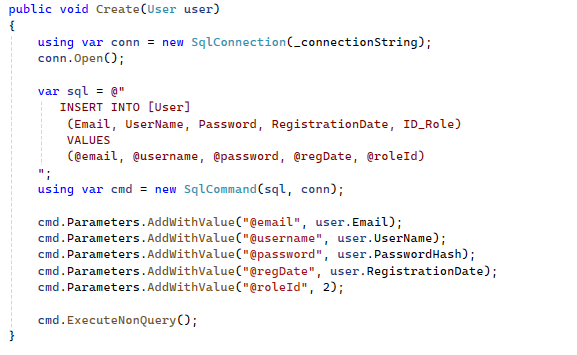 public void Create(User user)
{
    using var conn = new SqlConnection(_connectionString);
    conn.Open();

    var sql = @"
       INSERT INTO [User]
        (Email, UserName, Password, RegistrationDate, ID_Role)
        VALUES
        (@email, @username, @password, @regDate, @roleId)
    ";
    using var cmd = new SqlCommand(sql, conn);

    cmd.Parameters.AddWithValue("@email", user.Email);
    cmd.Parameters.AddWithValue("@username", user.UserName);
    cmd.Parameters.AddWithValue("@password", user.PasswordHash);
    cmd.Parameters.AddWithValue("@regDate", user.RegistrationDate);
    cmd.Parameters.AddWithValue("@roleId", 2);

    cmd.ExecuteNonQuery();
}